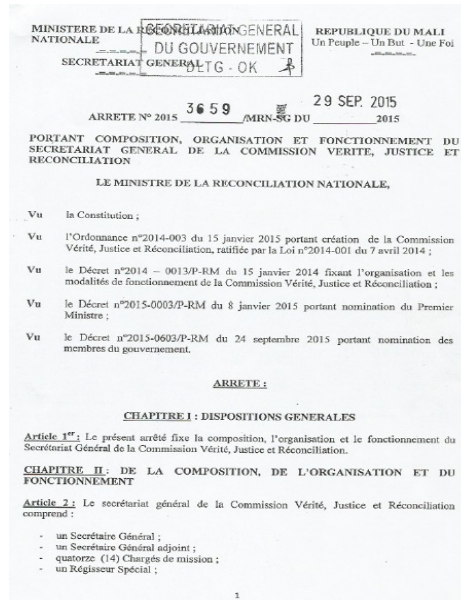 MINISTERE DE LA RECONCILIATION
NATIONALE
SECRETARIAT GENERAL
SECRETARIAT GENERAL
DU GOUVERNEMENT
DLTG - OK
REPUBLIQUE DU MALI
Un Peuple – Un But - Une Foi
ARRETE N° 2015 3659 /MRN-SG DU 29 SEP. 2015 2015
PORTANT COMPOSITION, ORGANISATION ET FONCTIONNEMENT DU
SECRETARIAT GENERAL DE LA COMMISSION VERITE, JUSTICE ET
RECONCILIATION
LE MINISTRE DE LA RECONCILIATION NATIONALE,
Vu la Constitution ;
Vu l'Ordonnance n°2014-003 du 15 janvier 2015 portant création de la Commission
Vérité, Justice et Réconciliation, ratifiée par la Loi n°2014-001 du 7 avril 2014 ;
Vu le Décret n°2014 – 0013/P-RM du 15 janvier 2014 fixant l'organisation et les
modalités de fonctionnement de la Commission Vérité, Justice et Réconciliation ;
Vu le Décret n°2015-0003/P-RM du 8 janvier 2015 portant nomination du Premier
Ministre ;
Vu le Décret n°2015-0603/P-RM du 24 septembre 2015 portant nomination des
membres du gouvernement.
ARRETE :
CHAPITRE I : DISPOSITIONS GENERALES
Article 1er : Le présent arrêté fixe la composition, l'organisation et le fonctionnement du
Secrétariat Général de la Commission Vérité, Justice et Réconciliation.
CHAPITRE II : DE LA COMPOSITION, DE L'ORGANISATION ET DU
FONCTIONNEMENT
Article 2 : Le secrétariat général de la Commission Vérité, Justice et Réconciliation
comprend :
- un Secrétaire Général ;
- un Secrétaire Général adjoint ;
- quatorze (14) Chargés de mission ;
- un Régisseur Spécial ;
1